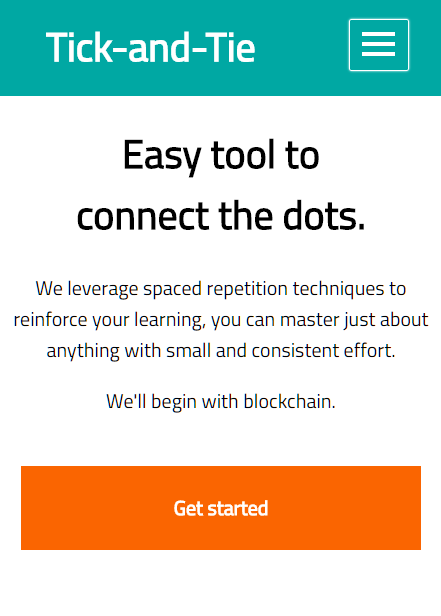 Tick-and-Tie
Easy tool to
connect the dots.
We leverage spaced repetition techniques to
reinforce your learning, you can master just about
anything with small and consistent effort.
We'll begin with blockchain.
Get started